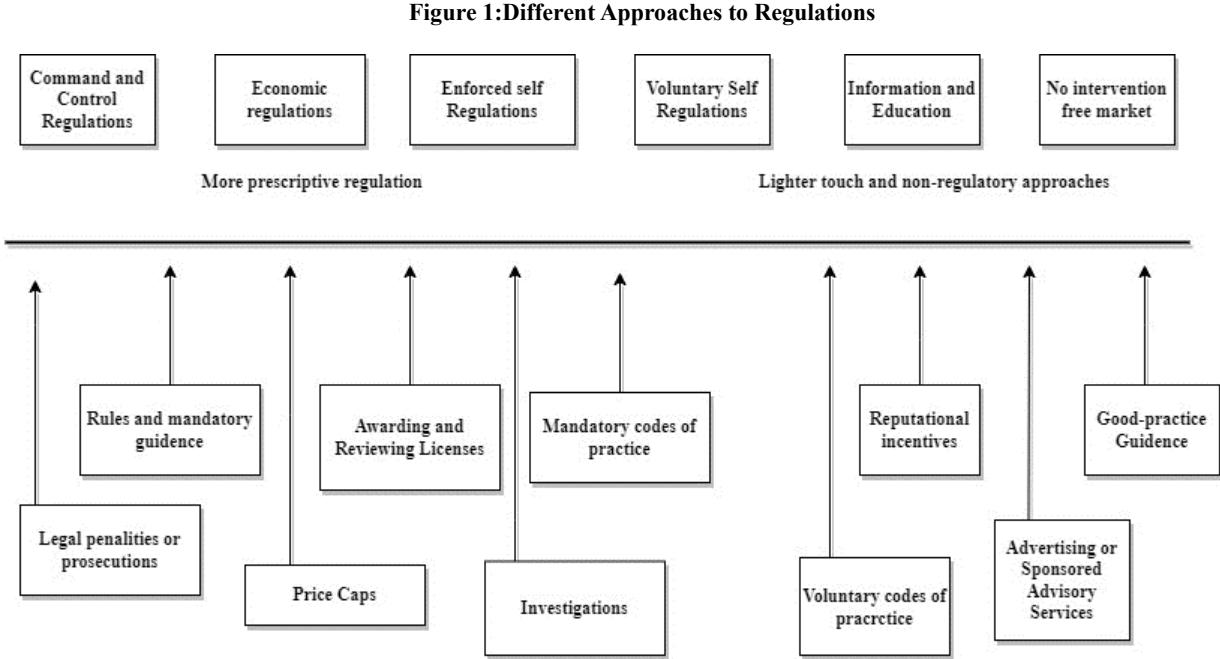 Figure 1:Different Approaches to Regulations
Command and
Control
Regulations
Economic
regulations
Enforced self
Regulations
Voluntary Self
Regulations
Information and
Education
No intervention
free market
More prescriptive regulation
Lighter touch and non-regulatory approaches
Rules and mandatory
guidence
Awarding and
Reviewing Licenses
Mandatory codes of
practice
Reputational
incentives
Good-practice
Guidence
Legal penalities or
prosecutions
Price Caps
Investigations
Voluntary codes of
pracrctice
Advertising or
Sponsored
Advisory
Services